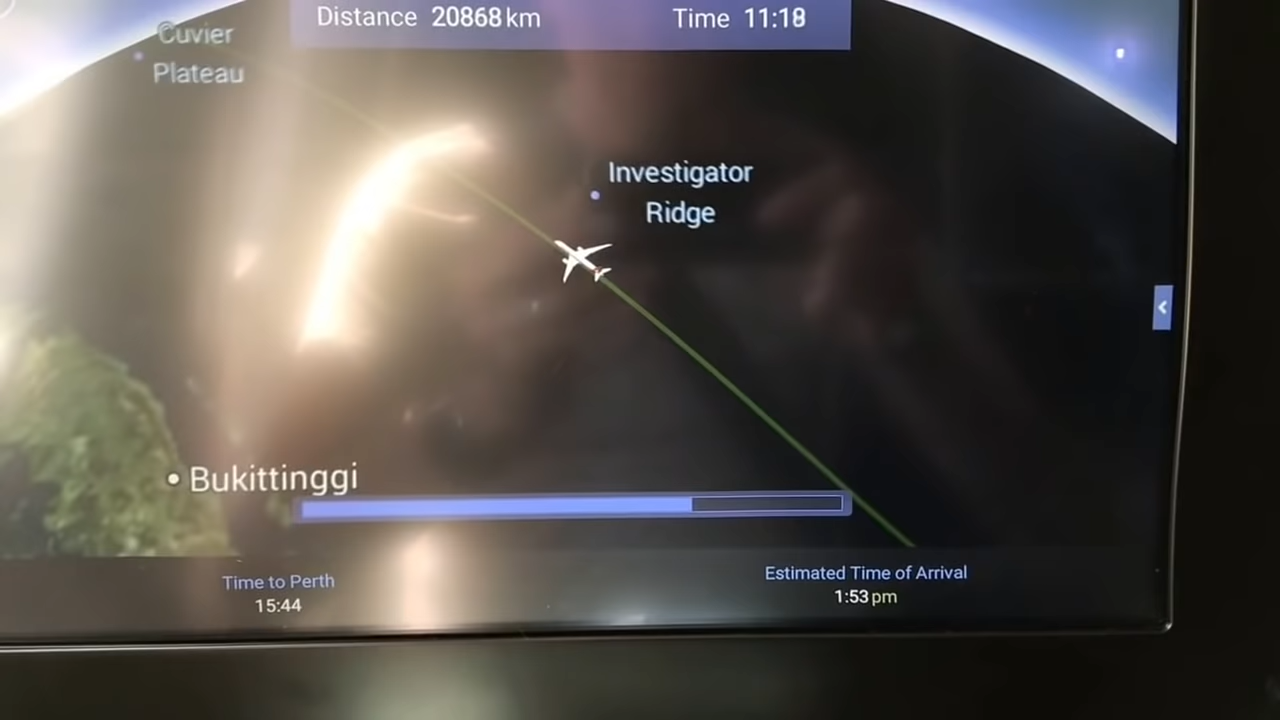 Distance 20868 km Time 11:18
Cuvier
Plateau
Investigator
Ridge
Bukittinggi
Time to Perth
15:44
Estimated Time of Arrival
1:53 pm